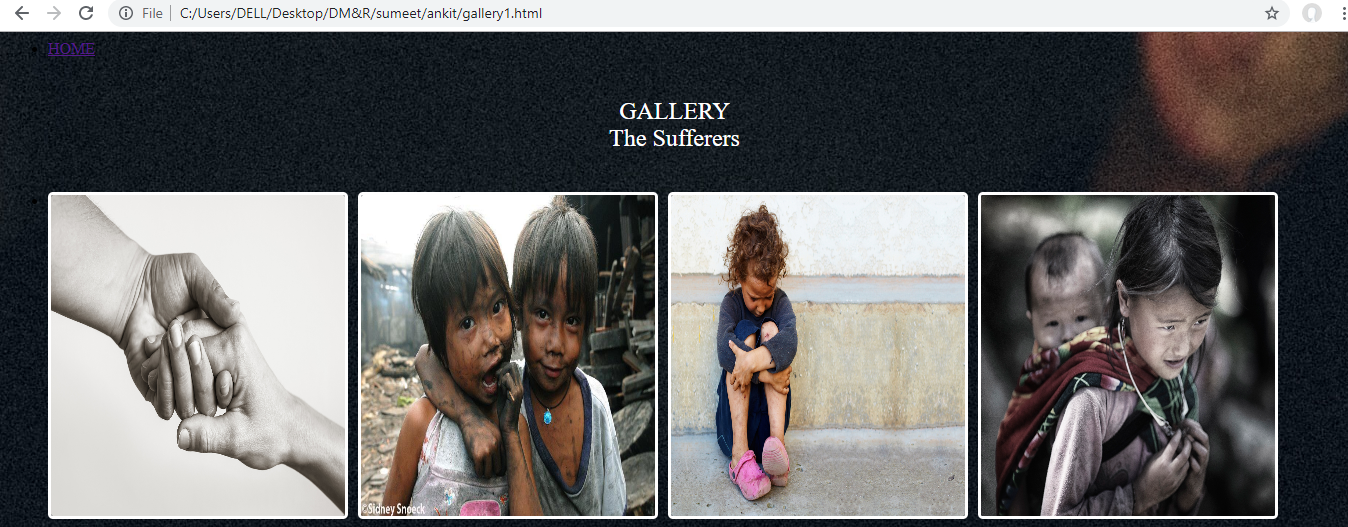 File
C:/Users/DELL/Desktop/DM&R/sumeet/ankit/gallery1.html
HOME
GALLERY
The Sufferers
©Sidney Snoeck